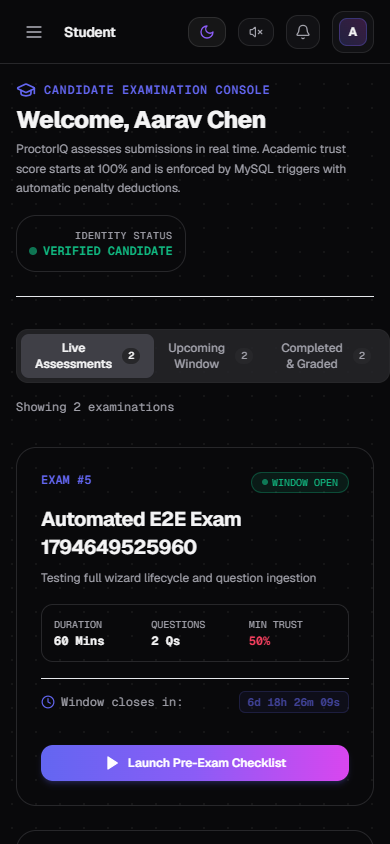 Student
A
CANDIDATE EXAMINATION CONSOLE
Welcome, Aarav Chen
ProctorIQ assesses submissions in real time. Academic trust
score starts at 100% and is enforced by MySQL triggers with
automatic penalty deductions.
IDENTITY STATUS
VERIFIED CANDIDATE
Live
Assessments
2
Upcoming
Window
2
Completed
& Graded
2
Showing 2 examinations
EXAM #5
WINDOW OPEN
Automated E2E Exam
1794649525960
Testing full wizard lifecycle and question ingestion
DURATION
60 Mins
QUESTIONS
2 Qs
MIN TRUST
50%
Window closes in:
6d 18h 26m 09s
Launch Pre-Exam Checklist